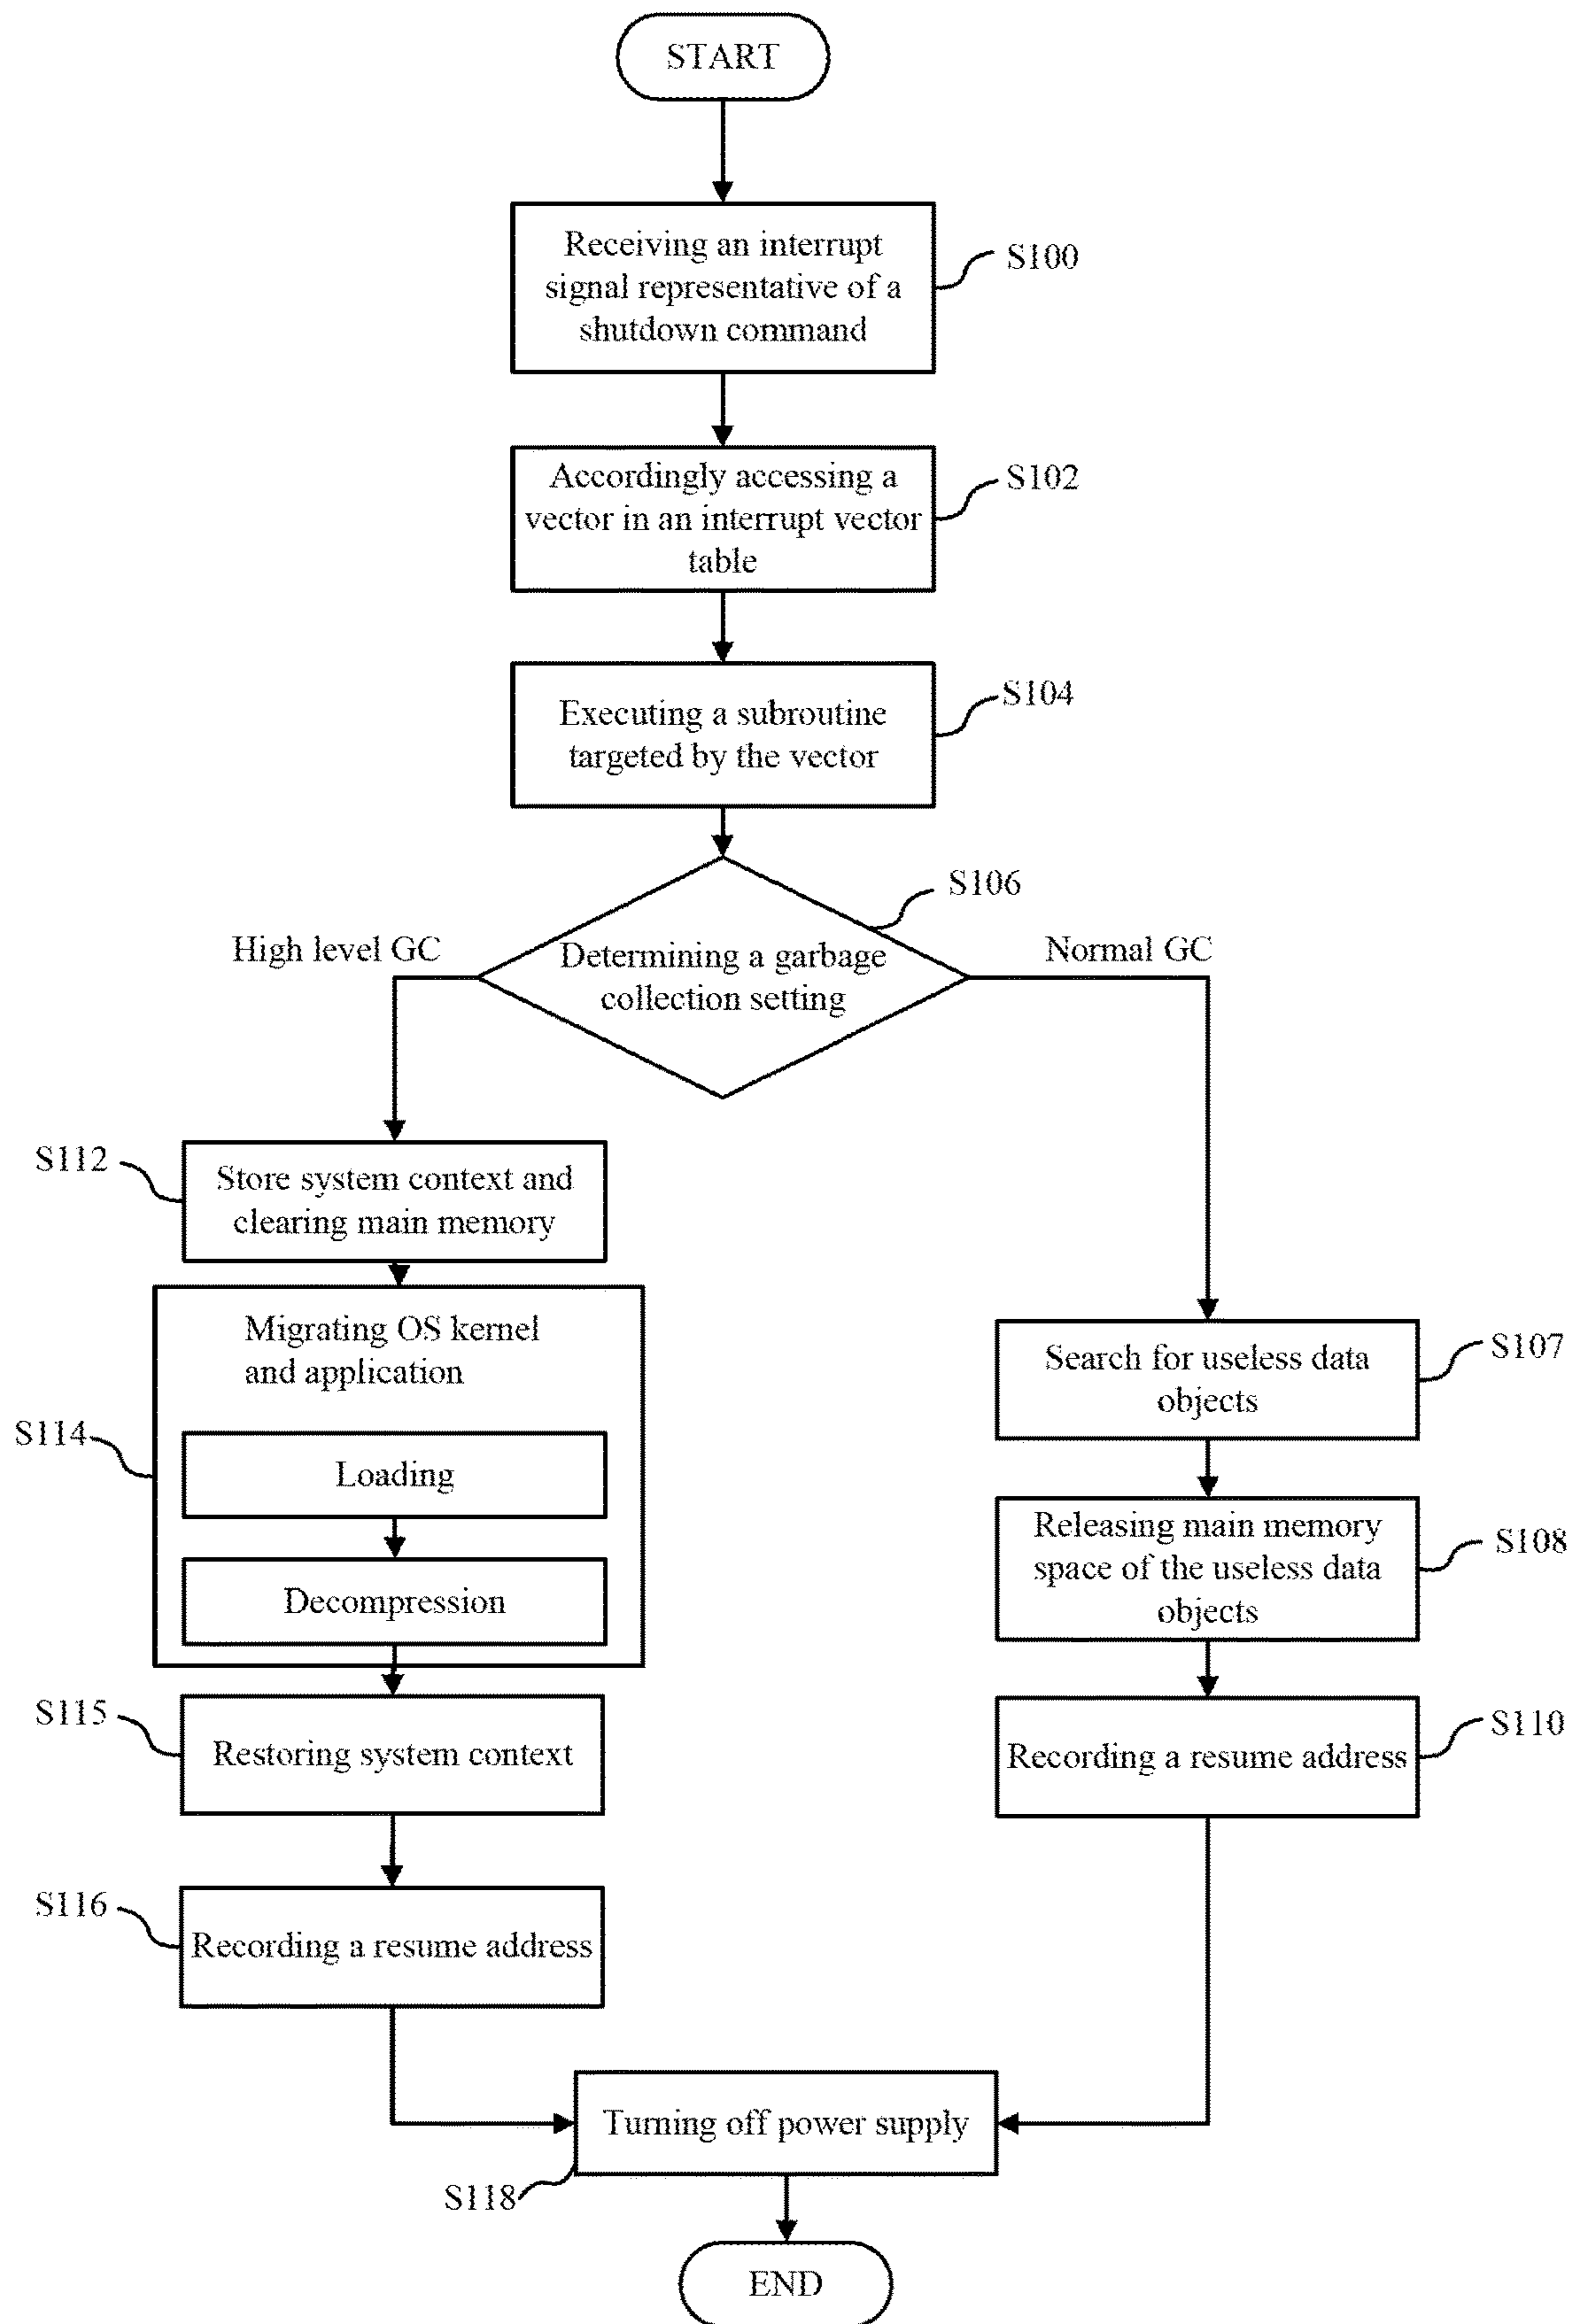 START
Receiving an interrupt
signal representative of a
shutdown command
S100
Accordingly accessing a
vector in an interrupt vector
table
S102
Executing a subroutine
targeted by the vector
S104
S106
Determining a garbage
collection setting
High level GC
Normal GC
S112
Store system context and
clearing main memory
Migrating OS kernel
and application
S114
Loading
Decompression
S115
Restoring system context
S116
Recording a resume address
Search for useless data
objects
S107
Releasing main memory
space of the useless data
objects
S108
Recording a resume address
S110
Turning off power supply
S118
END